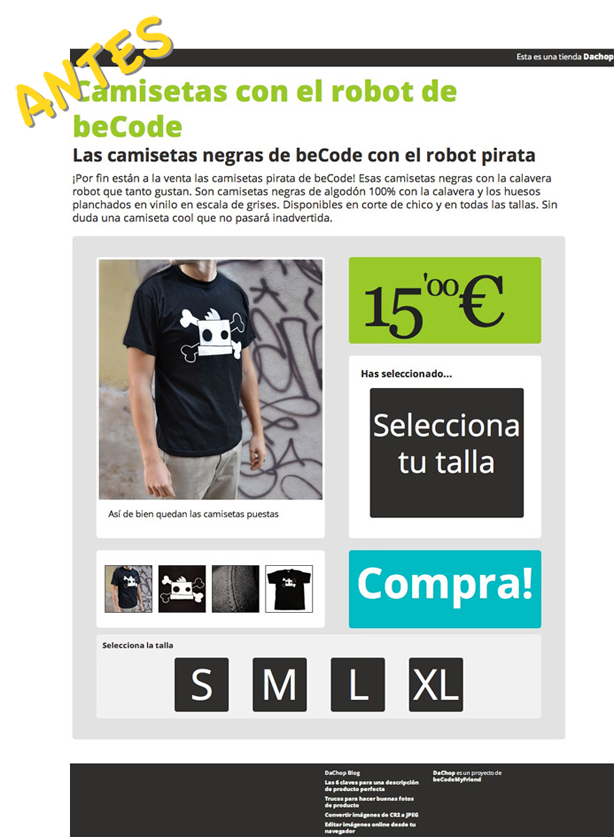 ANTES
Esta es una tienda Dachop
Camisetas con el robot de
beCode
Las camisetas negras de beCode con el robot pirata
¡Por fin están a la venta las camisetas pirata de beCode! Esas camisetas negras con la calavera
robot que tanto gustan. Son camisetas negras de algodón 100% con la calavera y los huesos
planchados en vinilo en escala de grises. Disponibles en corte de chico y en todas las tallas. Sin
duda una camiseta cool que no pasará inadvertida.
15'00€
Has seleccionado...
Selecciona
tu talla
Así de bien quedan las camisetas puestas
Compra!
Selecciona la talla
S M L XL
DaChop Blog
Las 6 claves para una descripción
de producto perfecta
Trucos para hacer buenas fotos
de producto
Convertir imágenes de CR2 a JPEG
Editar imágenes online desde tu
navegador
DaChop es un proyecto de
beCodeMyFriend